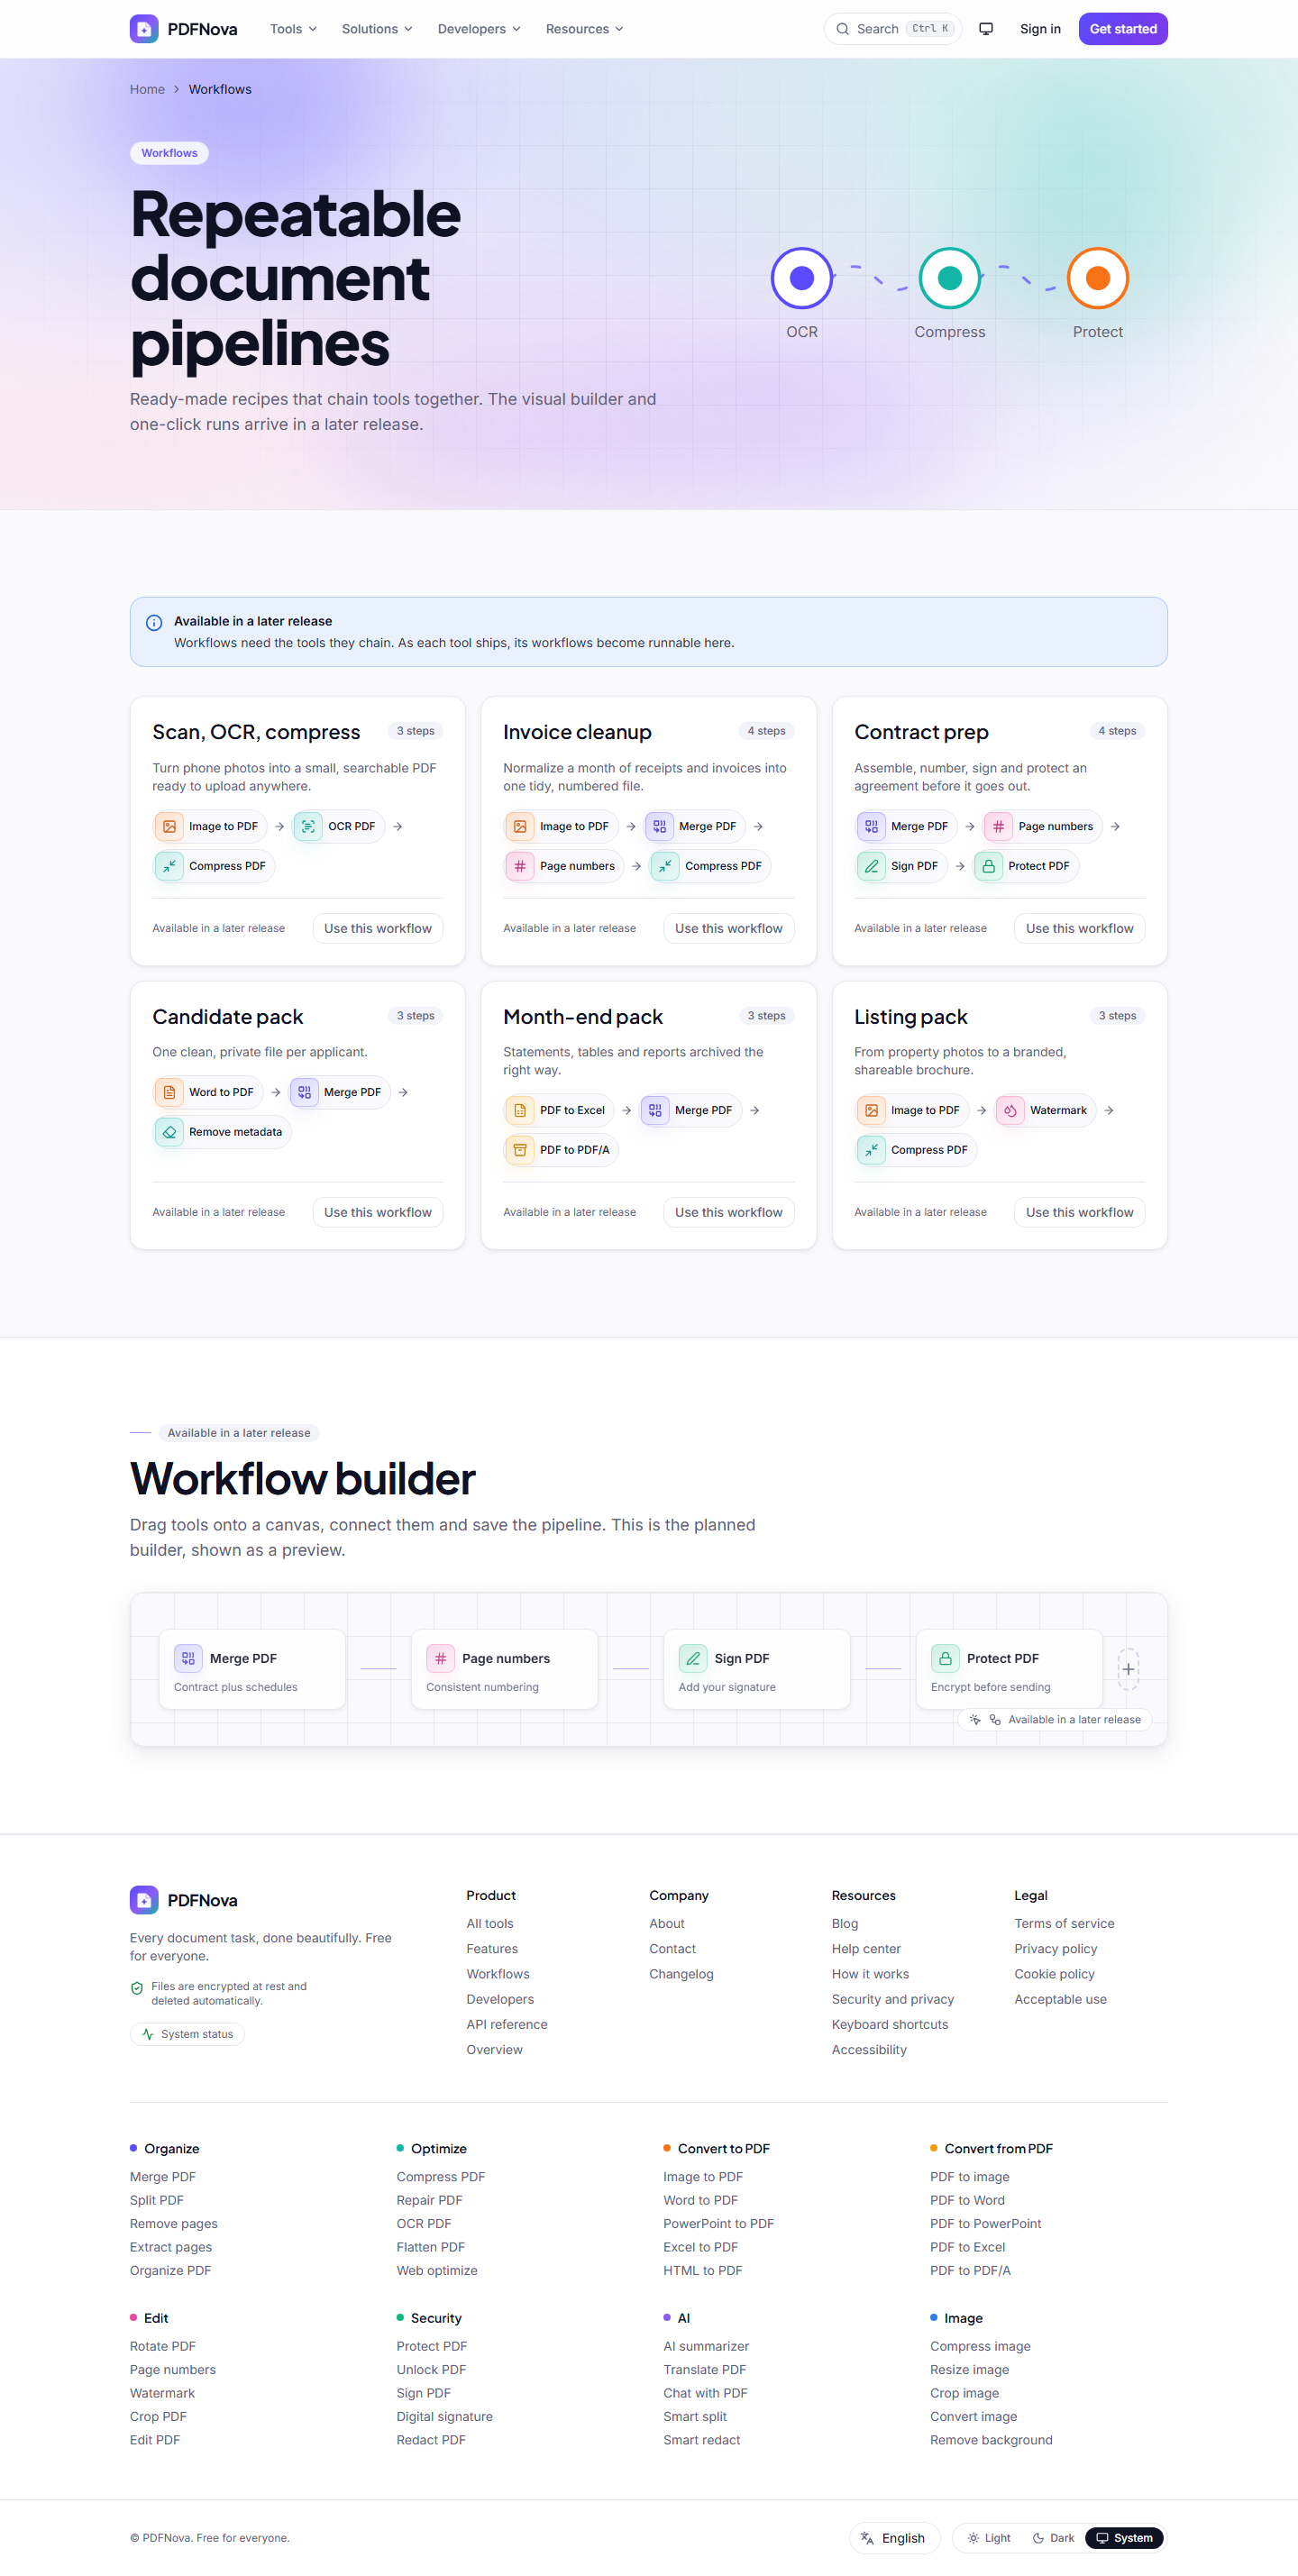 PDFNova
Tools
Solutions
Developers
Resources
Search
Ctrl K
Sign in
Get started
Home
Workflows
Workflows
Repeatable
document
pipelines
Ready-made recipes that chain tools together. The visual builder and
one-click runs arrive in a later release.
OCR
Compress
Protect
Available in a later release
Workflows need the tools they chain. As each tool ships, its workflows become runnable here.
Scan, OCR, compress
3 steps
Turn phone photos into a small, searchable PDF
ready to upload anywhere.
Image to PDF
OCR PDF
Compress PDF
Available in a later release
Use this workflow
Invoice cleanup
4 steps
Normalize a month of receipts and invoices into
one tidy, numbered file.
Image to PDF
Merge PDF
Page numbers
Compress PDF
Available in a later release
Use this workflow
Contract prep
4 steps
Assemble, number, sign and protect an
agreement before it goes out.
Merge PDF
Page numbers
Sign PDF
Protect PDF
Available in a later release
Use this workflow
Candidate pack
3 steps
One clean, private file per applicant.
Word to PDF
Merge PDF
Remove metadata
Available in a later release
Use this workflow
Month-end pack
3 steps
Statements, tables and reports archived the
right way.
PDF to Excel
Merge PDF
PDF to PDF/A
Available in a later release
Use this workflow
Listing pack
3 steps
From property photos to a branded,
shareable brochure.
Image to PDF
Watermark
Compress PDF
Available in a later release
Use this workflow
Available in a later release
Workflow builder
Drag tools onto a canvas, connect them and save the pipeline. This is the planned
builder, shown as a preview.
Merge PDF
Contract plus schedules
Page numbers
Consistent numbering
Sign PDF
Add your signature
Protect PDF
Encrypt before sending
Available in a later release
PDFNova
Every document task, done beautifully. Free
for everyone.
Files are encrypted at rest and
deleted automatically.
System status
Product
All tools
Features
Workflows
Developers
API reference
Overview
Company
About
Contact
Changelog
Resources
Blog
Help center
How it works
Security and privacy
Keyboard shortcuts
Accessibility
Legal
Terms of service
Privacy policy
Cookie policy
Acceptable use
Organize
Merge PDF
Split PDF
Remove pages
Extract pages
Organize PDF
Optimize
Compress PDF
Repair PDF
OCR PDF
Flatten PDF
Web optimize
Convert to PDF
Image to PDF
Word to PDF
PowerPoint to PDF
Excel to PDF
HTML to PDF
Convert from PDF
PDF to image
PDF to Word
PDF to PowerPoint
PDF to Excel
PDF to PDF/A
Edit
Rotate PDF
Page numbers
Watermark
Crop PDF
Edit PDF
Security
Protect PDF
Unlock PDF
Sign PDF
Digital signature
Redact PDF
AI
AI summarizer
Translate PDF
Chat with PDF
Smart split
Smart redact
Image
Compress image
Resize image
Crop image
Convert image
Remove background
© PDFNova. Free for everyone.
English
Light
Dark
System